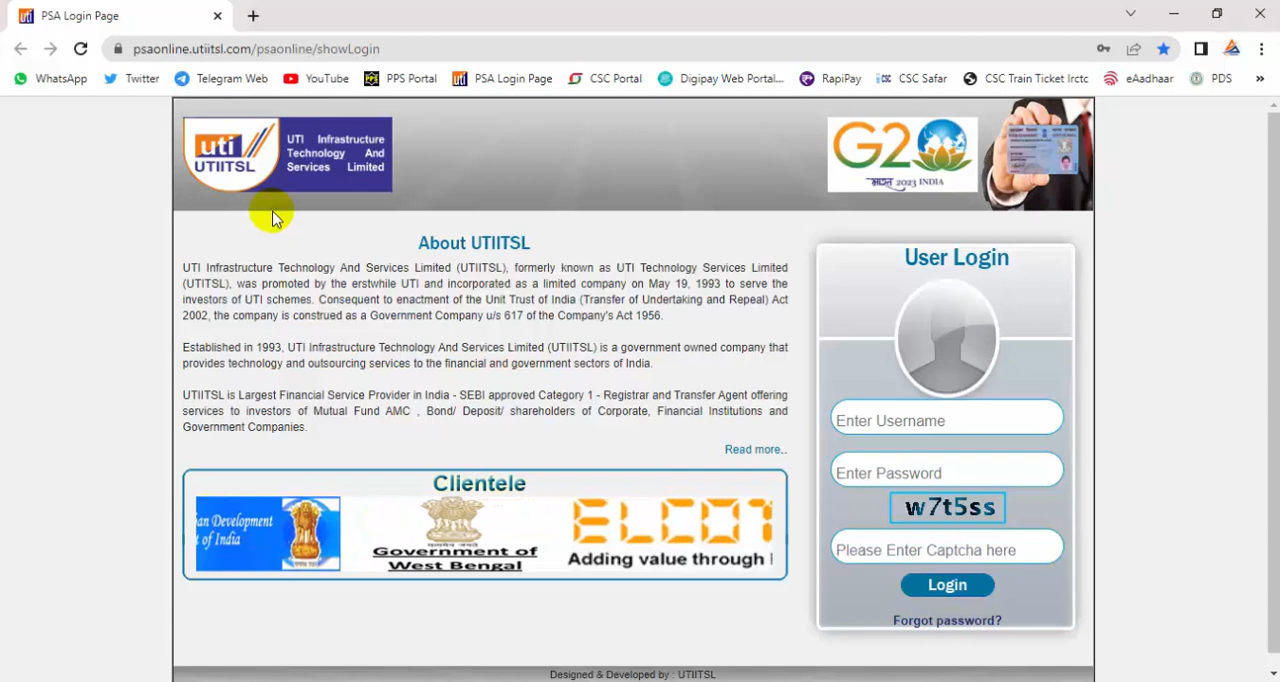 PSA Login Page
psaonline.utiitsl.com/psaonline/showLogin
WhatsApp Twitter Telegram Web YouTube PPS Portal PSA Login Page CSC Portal Digipay Web Portal... RapiPay CSC Safar CSC Train Ticket Irctc eAadhaar PDS »
uti
UTIITSL
UTI Infrastructure
Technology And
Services Limited
G20
भारत 2023 INDIA
About UTIITSL
UTI Infrastructure Technology And Services Limited (UTIITSL), formerly known as UTI Technology Services Limited
(UTITSL), was promoted by the erstwhile UTI and incorporated as a limited company on May 19, 1993 to serve the
investors of UTI schemes. Consequent to enactment of the Unit Trust of India (Transfer of Undertaking and Repeal) Act
2002, the company is construed as a Government Company u/s 617 of the Company's Act 1956.
Established in 1993, UTI Infrastructure Technology And Services Limited (UTIITSL) is a government owned company that
provides technology and outsourcing services to the financial and government sectors of India.
UTIITSL is Largest Financial Service Provider in India - SEBI approved Category 1 - Registrar and Transfer Agent offering
services to investors of Mutual Fund AMC , Bond/ Deposit/ shareholders of Corporate, Financial Institutions and
Government Companies.
Read more..
Clientele
an Development
t of India
Government of
West Bengal
ELCOT
Adding value through
User Login
Enter Username
Enter Password
w7t5ss
Please Enter Captcha here
Login
Forgot password?
Designed & Developed by : UTIITSL